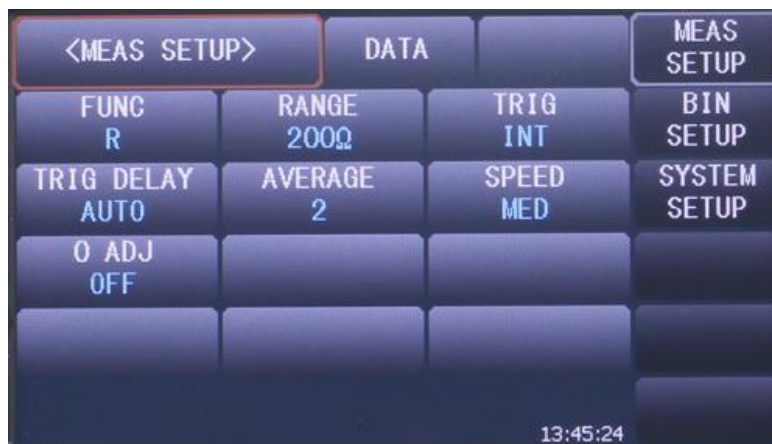 <MEAS SETUP>
DATA
MEAS
SETUP
FUNC
R
RANGE
200Ω
TRIG
INT
BIN
SETUP
TRIG DELAY
AUTO
AVERAGE
2
SPEED
MED
SYSTEM
SETUP
O ADJ
OFF
13:45:24